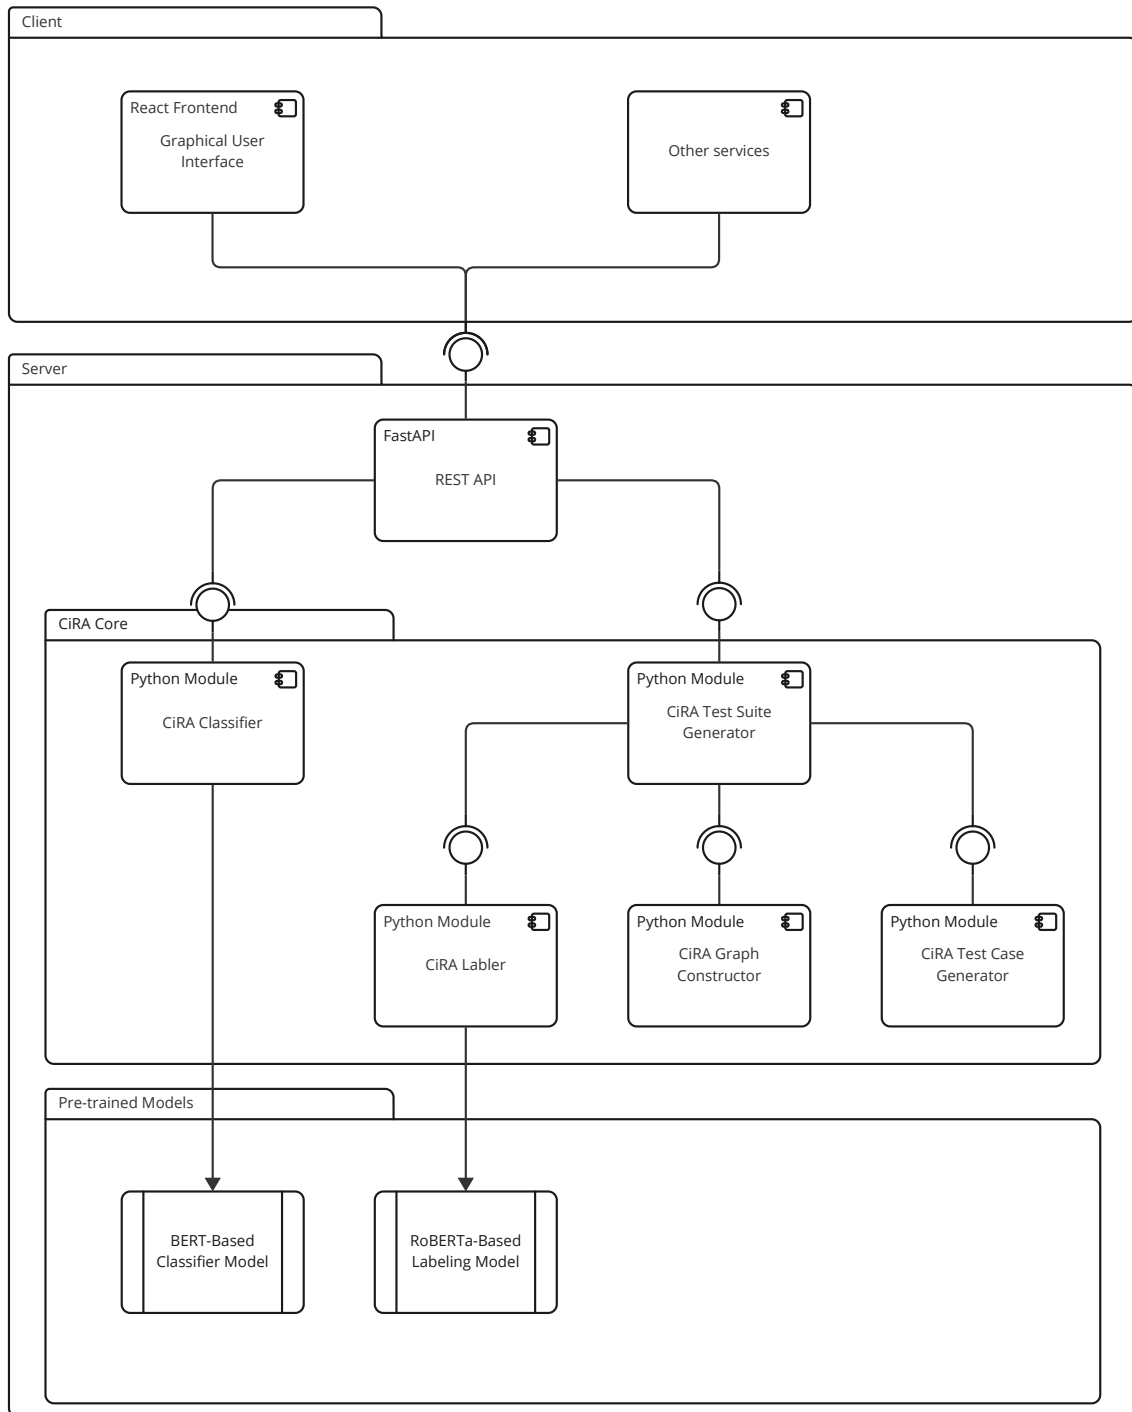 Client
React Frontend
Graphical User
Interface
Other services
Server
FastAPI
REST API
CiRA Core
Python Module
CiRA Classifier
Python Module
CiRA Test Suite
Generator
Python Module
CiRA Labler
Python Module
CiRA Graph
Constructor
Python Module
CiRA Test Case
Generator
Pre-trained Models
BERT-Based
Classifier Model
RoBERTa-Based
Labeling Model